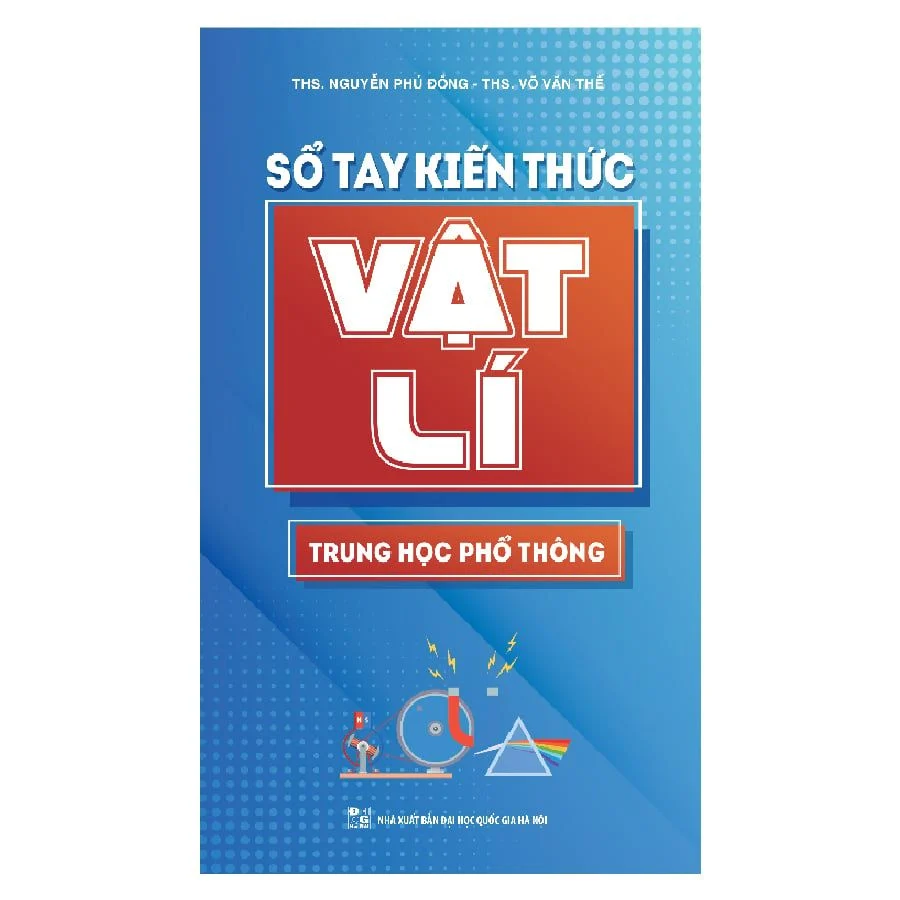 THS. NGUYỄN PHÚ ĐỒNG - THS. VÕ VĂN THẾ
SỔ TAY KIẾN THỨC
VẬT
LÍ
TRUNG HỌC PHỔ THÔNG
N S
NHÀ XUẤT BẢN ĐẠI HỌC QUỐC GIA HÀ NỘI